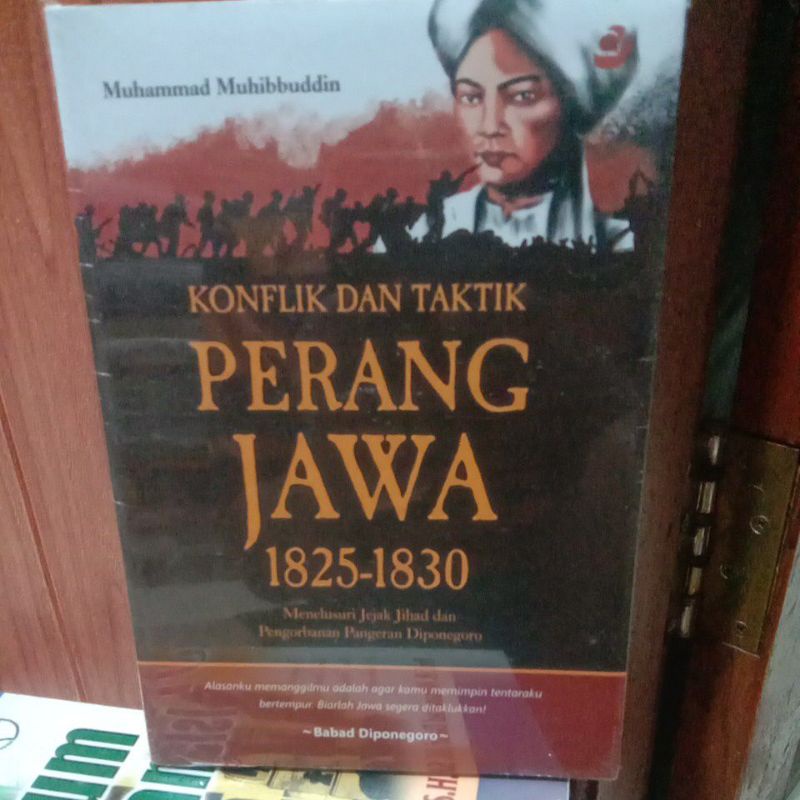 Muhammad Muhibbuddin
KONFLIK DAN TAKTIK
PERANG
JAWA
1825-1830
Menelusuri Jejak Jihad dan
Pengorbanan Pangeran Diponegoro
Alasanku memanggilmu adalah agar kamu memimpin tentaraku
bertempur. Biarlah Jawa segera ditaklukkan!
~Babad Diponegoro~